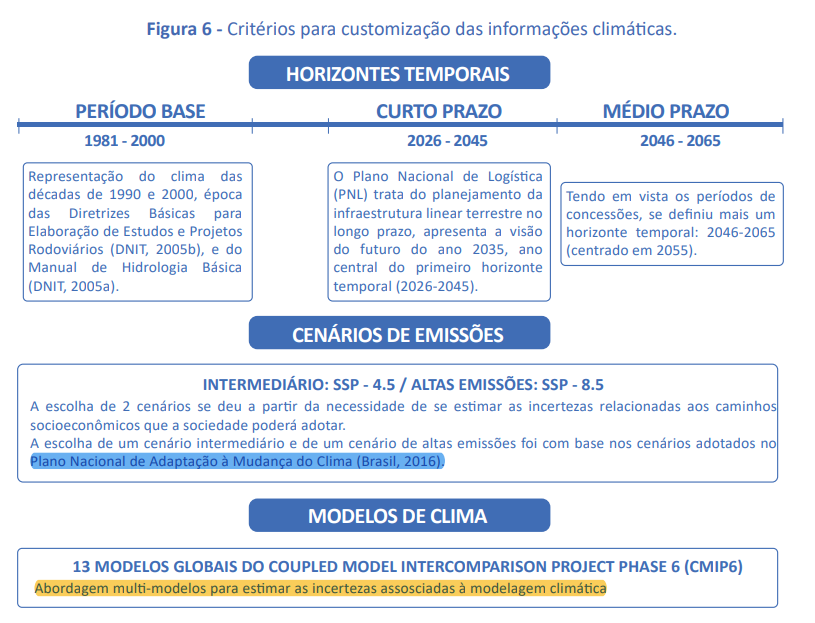 Figura 6 - Critérios para customização das informações climáticas.
HORIZONTES TEMPORAIS
PERÍODO BASE
1981 - 2000
Representação do clima das
décadas de 1990 e 2000, época
das Diretrizes Básicas para
Elaboração de Estudos e Projetos
Rodoviários (DNIT, 2005b), e do
Manual de Hidrologia Básica
(DNIT, 2005a).
CURTO PRAZO
2026 - 2045
O Plano Nacional de Logística
(PNL) trata do planejamento da
infraestrutura linear terrestre no
longo prazo, apresenta a visão
do futuro do ano 2035, ano
central do primeiro horizonte
temporal (2026-2045).
MÉDIO PRAZO
2046 - 2065
Tendo em vista os períodos de
concessões, se definiu mais um
horizonte temporal: 2046-2065
(centrado em 2055).
CENÁRIOS DE EMISSÕES
INTERMEDIÁRIO: SSP - 4.5 / ALTAS EMISSÕES: SSP - 8.5
A escolha de 2 cenários se deu a partir da necessidade de se estimar as incertezas relacionadas aos caminhos
socioeconômicos que a sociedade poderá adotar.
A escolha de um cenário intermediário e de um cenário de altas emissões foi com base nos cenários adotados no
Plano Nacional de Adaptação à Mudança do Clima (Brasil, 2016).
MODELOS DE CLIMA
13 MODELOS GLOBAIS DO COUPLED MODEL INTERCOMPARISON PROJECT PHASE 6 (CMIP6)
Abordagem multi-modelos para estimar as incertezas assosciadas à modelagem climática